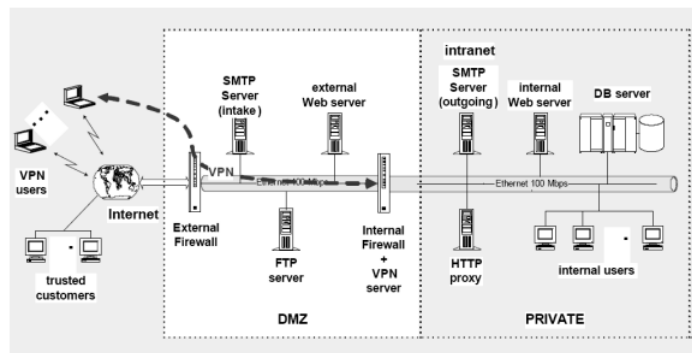 intranet
SMTP
Server
(intake)
external
Web server
SMTP
Server
(outgoing)
internal
Web server
DB server
VPN
users
VPN
Ethernet 100 Mbps
Ethernet 100 Mbps
Internet
External
Firewall
FTP
server
Internal
Firewall
+
VPN
server
HTTP
proxy
internal users
trusted
customers
DMZ
PRIVATE